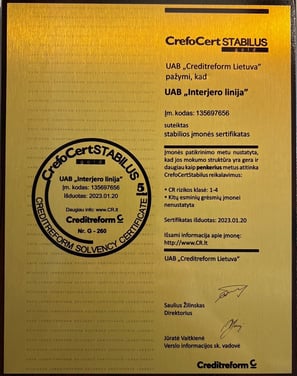 CrefoCertSTABILUS
gold
UAB „Creditreform Lietuva"
pažymi, kad
UAB „Interjero linija"
Įm. kodas: 135697656
suteiktas
stabilios įmonės sertifikatas
Įmonės patikrinimo metu nustatyta,
kad jos mokumo struktūra yra gera ir
daugiau kaip penkerius metus atitinka
CrefoCertStabilus reikalavimus:
• CR rizikos klasė: 1-4
• Kitų esminių grėsmių įmonei
nenustatyta
Sertifikatas išduotas: 2023.01.20
Išsami informacija apie įmonę:
http://www.CR.lt
UAB „Creditreform Lietuva"
Saulius Žilinskas
Direktorius
Jūratė Vaitkienė
Verslo informacijos sk. vadovė
Creditreform
CrefoCertSTABILUS
gold
UAB „Interjero linija"
Įm. kodas: 135697656
Išduotas: 2023.01.20
5
Daugiau info: www.CR.lt
Creditreform
Nr. G - 260
CREDITREFORM SOLVENCY CERTIFICATE